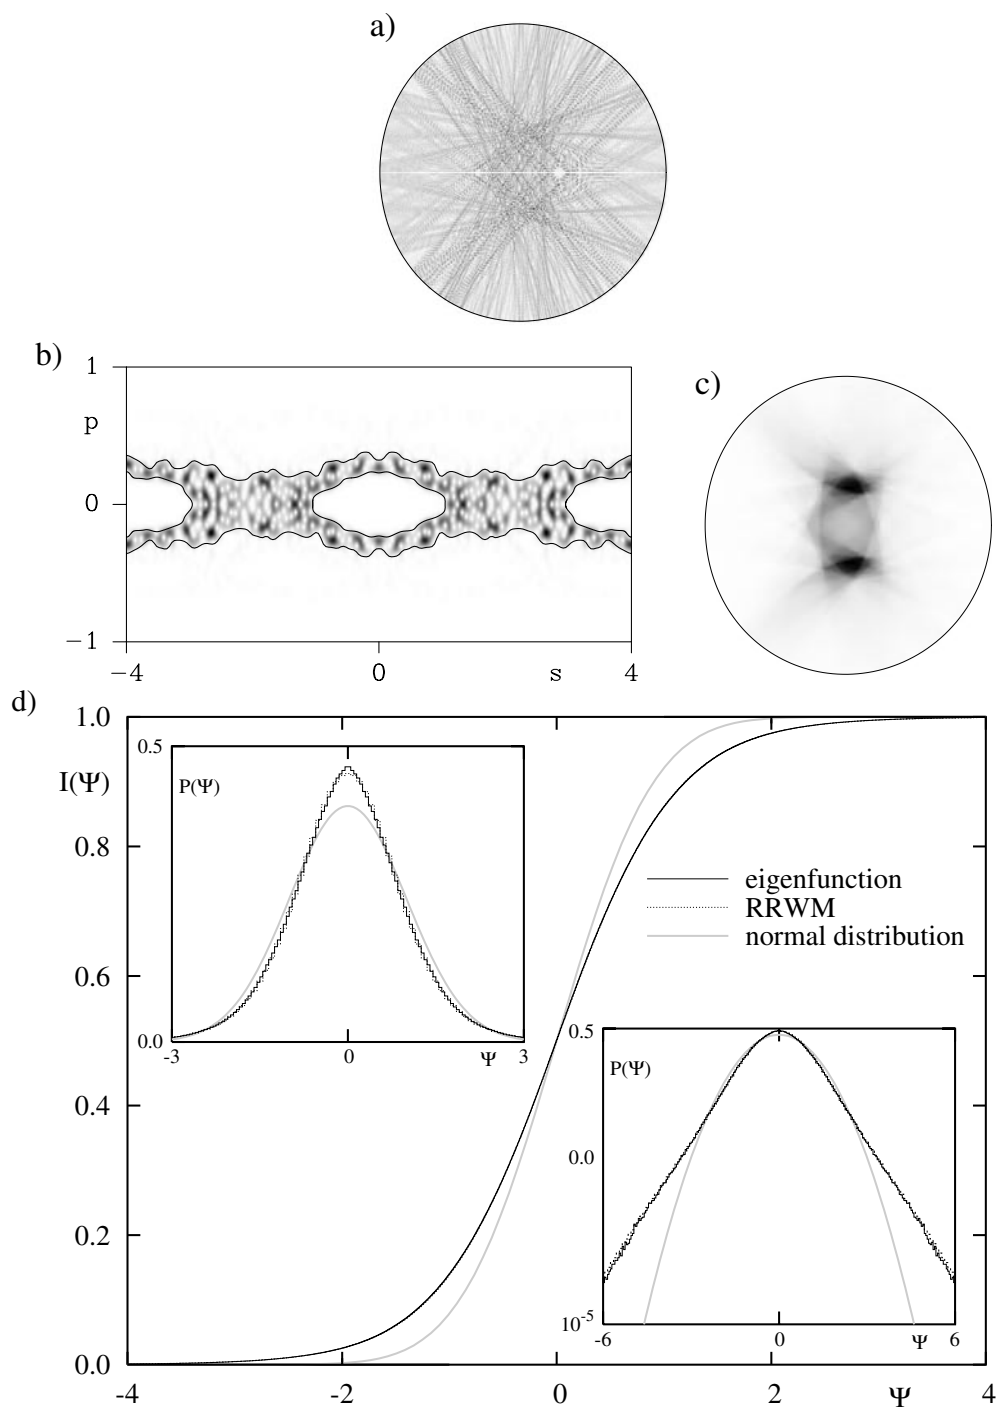 a)
b)
1
p
0
−1
−4
0
s
4
c)
d)
1.0
I(Ψ)
0.8
0.6
0.4
0.2
0.0
-4
-2
0
2
Ψ
4
0.5
P(Ψ)
0.0
-3
0
Ψ
3
eigenfunction
RRWM
normal distribution
0.5
P(Ψ)
0.0
10-5
-6
0
Ψ
6